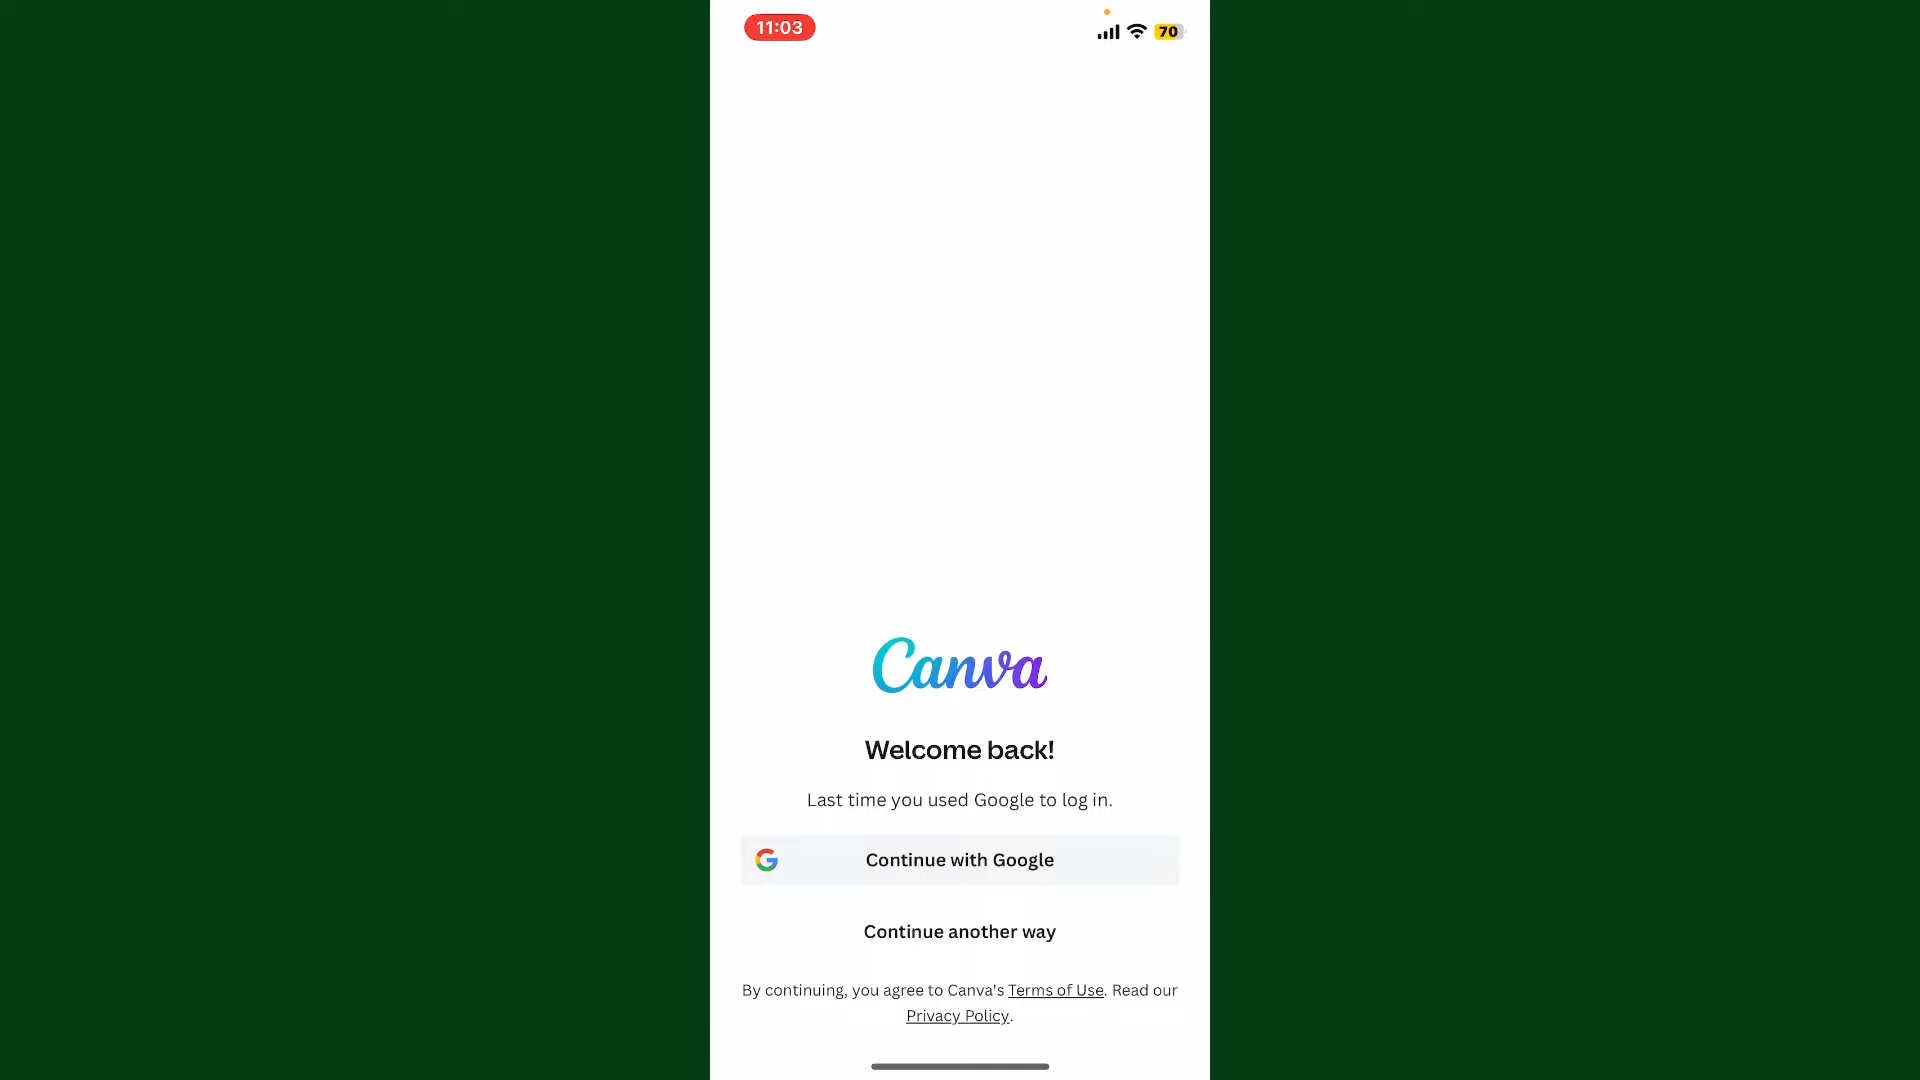 11:03
70
Canva
Welcome back!
Last time you used Google to log in.
Continue with Google
Continue another way
By continuing, you agree to Canva's Terms of Use. Read our
Privacy Policy.